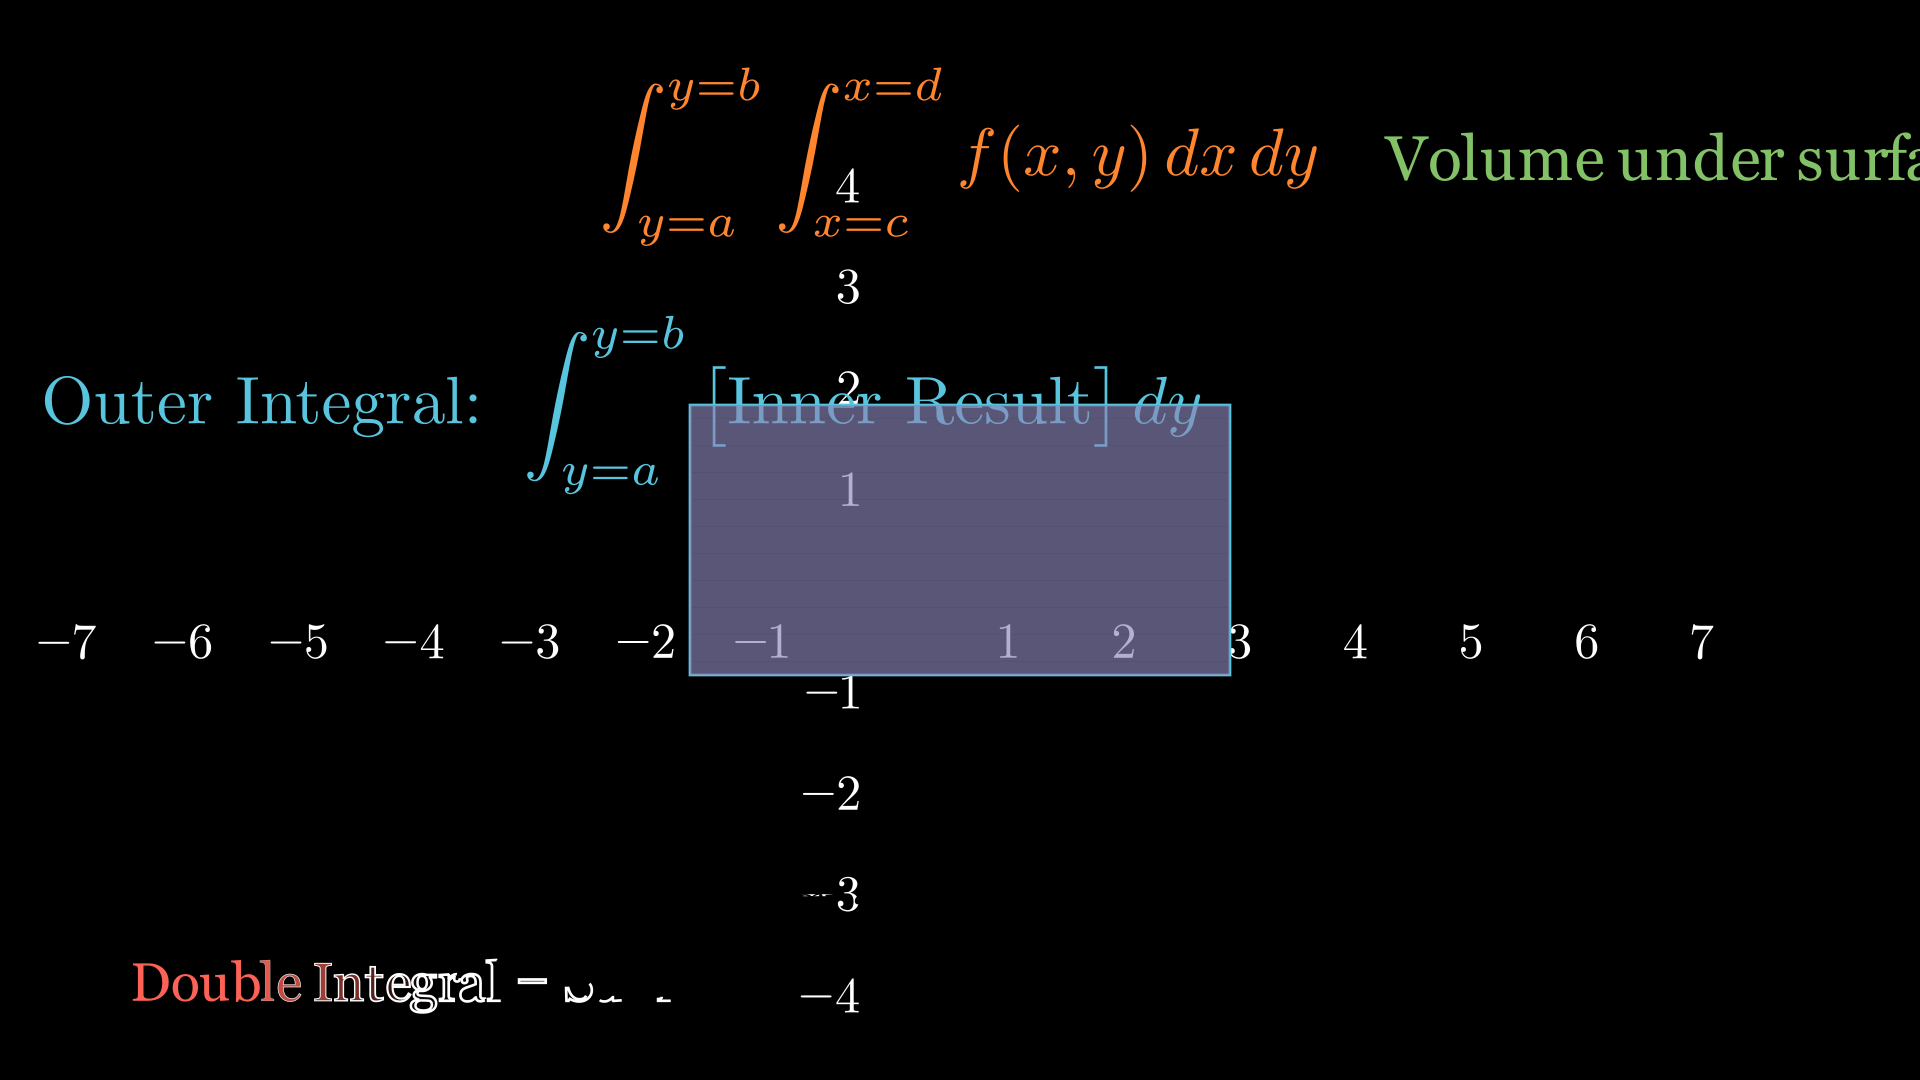 ∫_{y=a}^{y=b} ∫_{x=c}^{x=d} f(x, y) dx dy Volume under
4
3
Outer Integral: ∫_{y=a}^{y=b} [Inner Result] dy
2
1
−7 −6 −5 −4 −3 −2 −1 1 2 3 4 5 6 7
−1
−2
−3
Double Integral −
−4